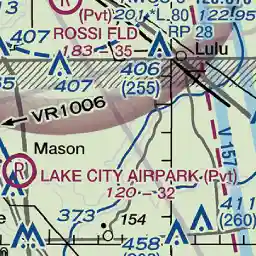 (Pvt) 201 L 80
122.95
ROSSI FLD
RP 28
407
183 - 35
Lulu
407
406
(255)
VR1006
Mason
V 157
R
LAKE CITY AIRPARK (Pvt)
120 - 32
411
(260)
373
154
458